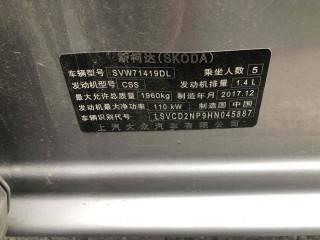 斯柯达(SKODA)
车辆型号 SVW71419DL 乘坐人数 5
发动机型号 CSS 发动机排量 1.4L
最大允许总质量 1960kg 制造年月 2017.12
发动机最大净功率 110kW 制造国 中国
车辆识别代号 LSVCD2NP9HN045887
上汽大众汽车有限公司